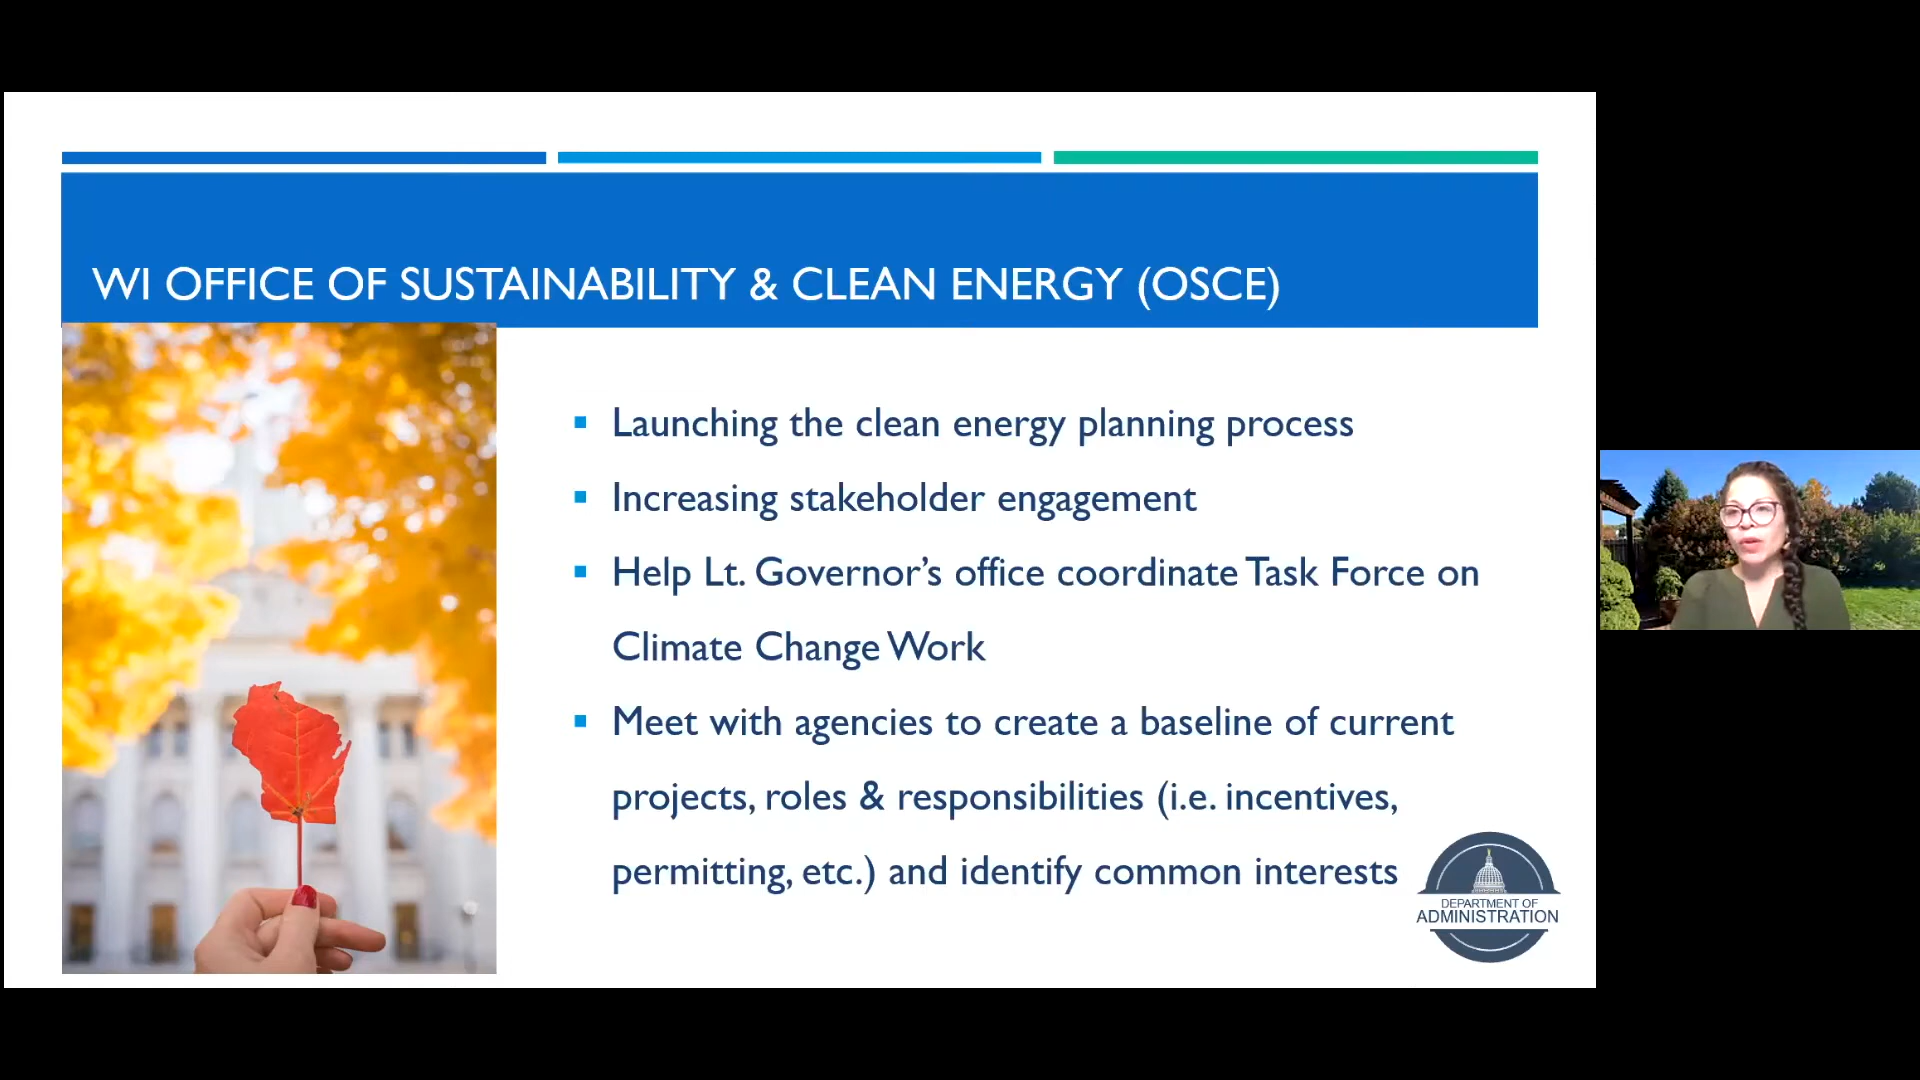 WI OFFICE OF SUSTAINABILITY & CLEAN ENERGY (OSCE)
Launching the clean energy planning process
Increasing stakeholder engagement
Help Lt. Governor’s office coordinate Task Force on
Climate Change Work
Meet with agencies to create a baseline of current
projects, roles & responsibilities (i.e. incentives,
permitting, etc.) and identify common interests
DEPARTMENT OF
ADMINISTRATION